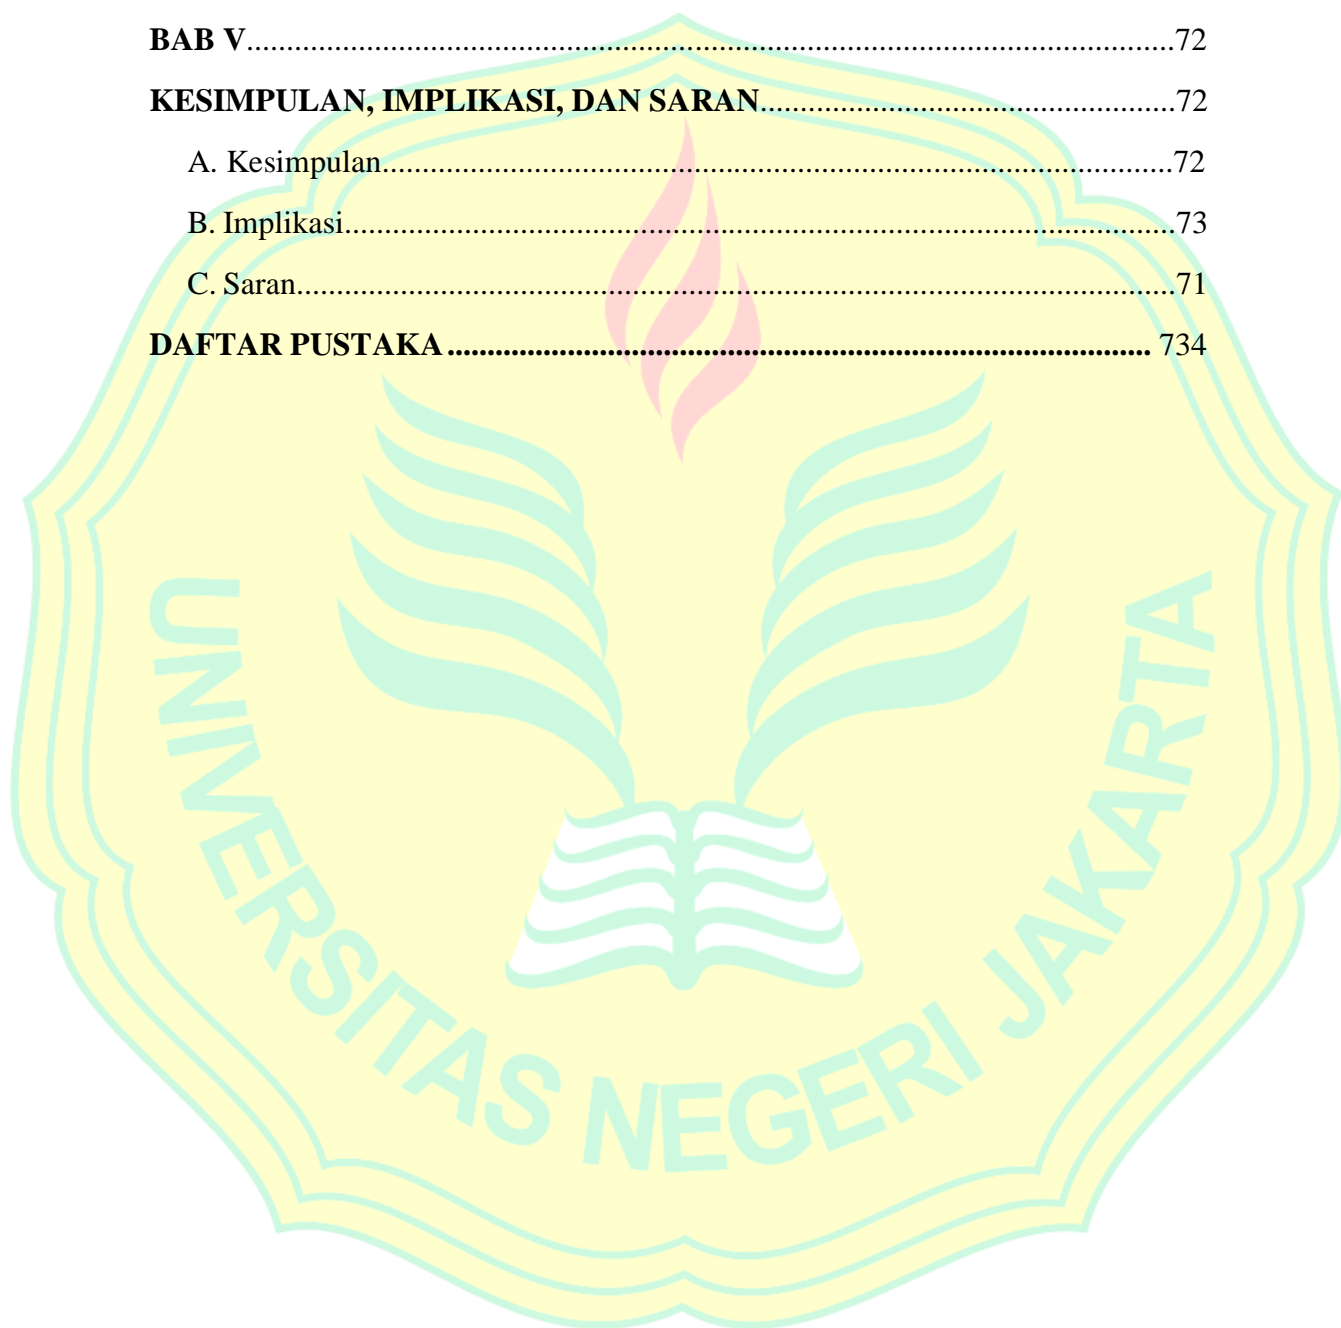 BAB V........................................................................................................................72
KESIMPULAN, IMPLIKASI, DAN SARAN....................................................72
A. Kesimpulan...................................................................................................72
B. Implikasi........................................................................................................73
C. Saran..............................................................................................................71
DAFTAR PUSTAKA ........................................................................................ 734
UNIVERSITAS NEGERI JAKARTA